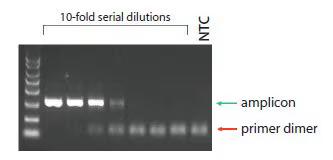 10-fold serial dilutions
NTC
amplicon
primer dimer